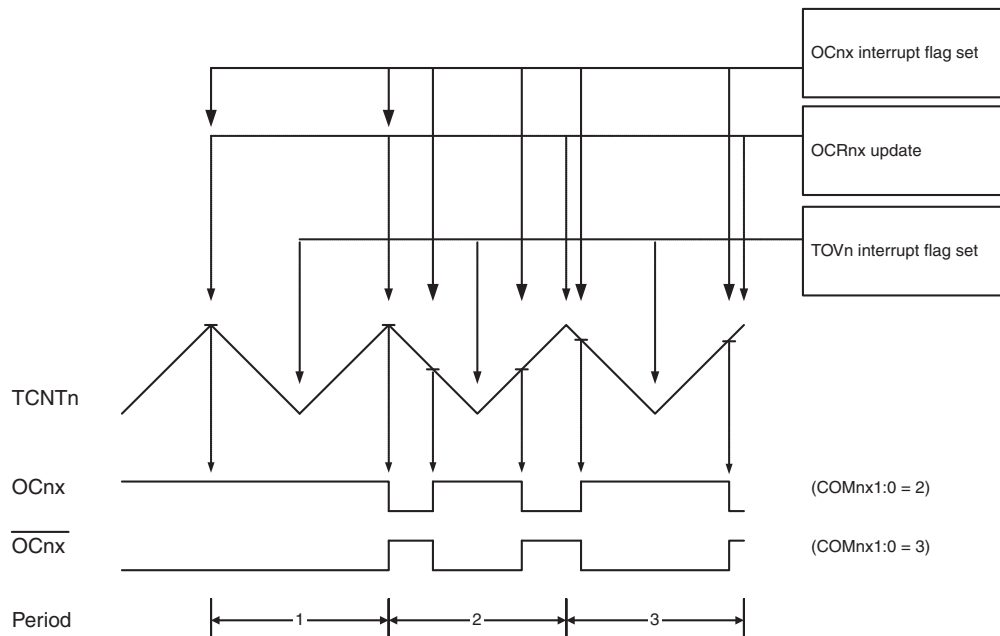 OCnx interrupt flag set
OCRnx update
TOVn interrupt flag set
TCNTn
OCnx
(COMnx1:0 = 2)
OCnx
(COMnx1:0 = 3)
Period
1
2
3